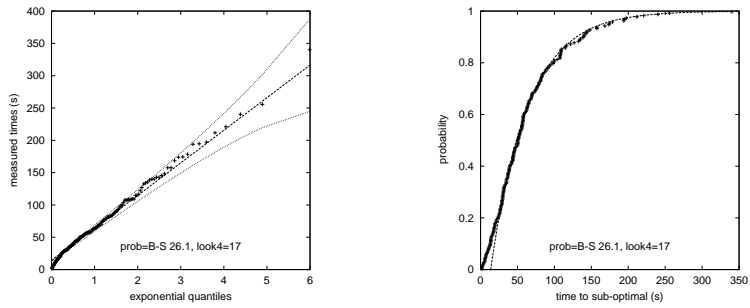 400
350
300
250
200
150
100
50
0
0 1 2 3 4 5 6
measured times (s)
exponential quantiles
prob=B-S 26.1, look4=17
1
0.8
0.6
0.4
0.2
0
0 50 100 150 200 250 300 350
probability
time to sub-optimal (s)
prob=B-S 26.1, look4=17